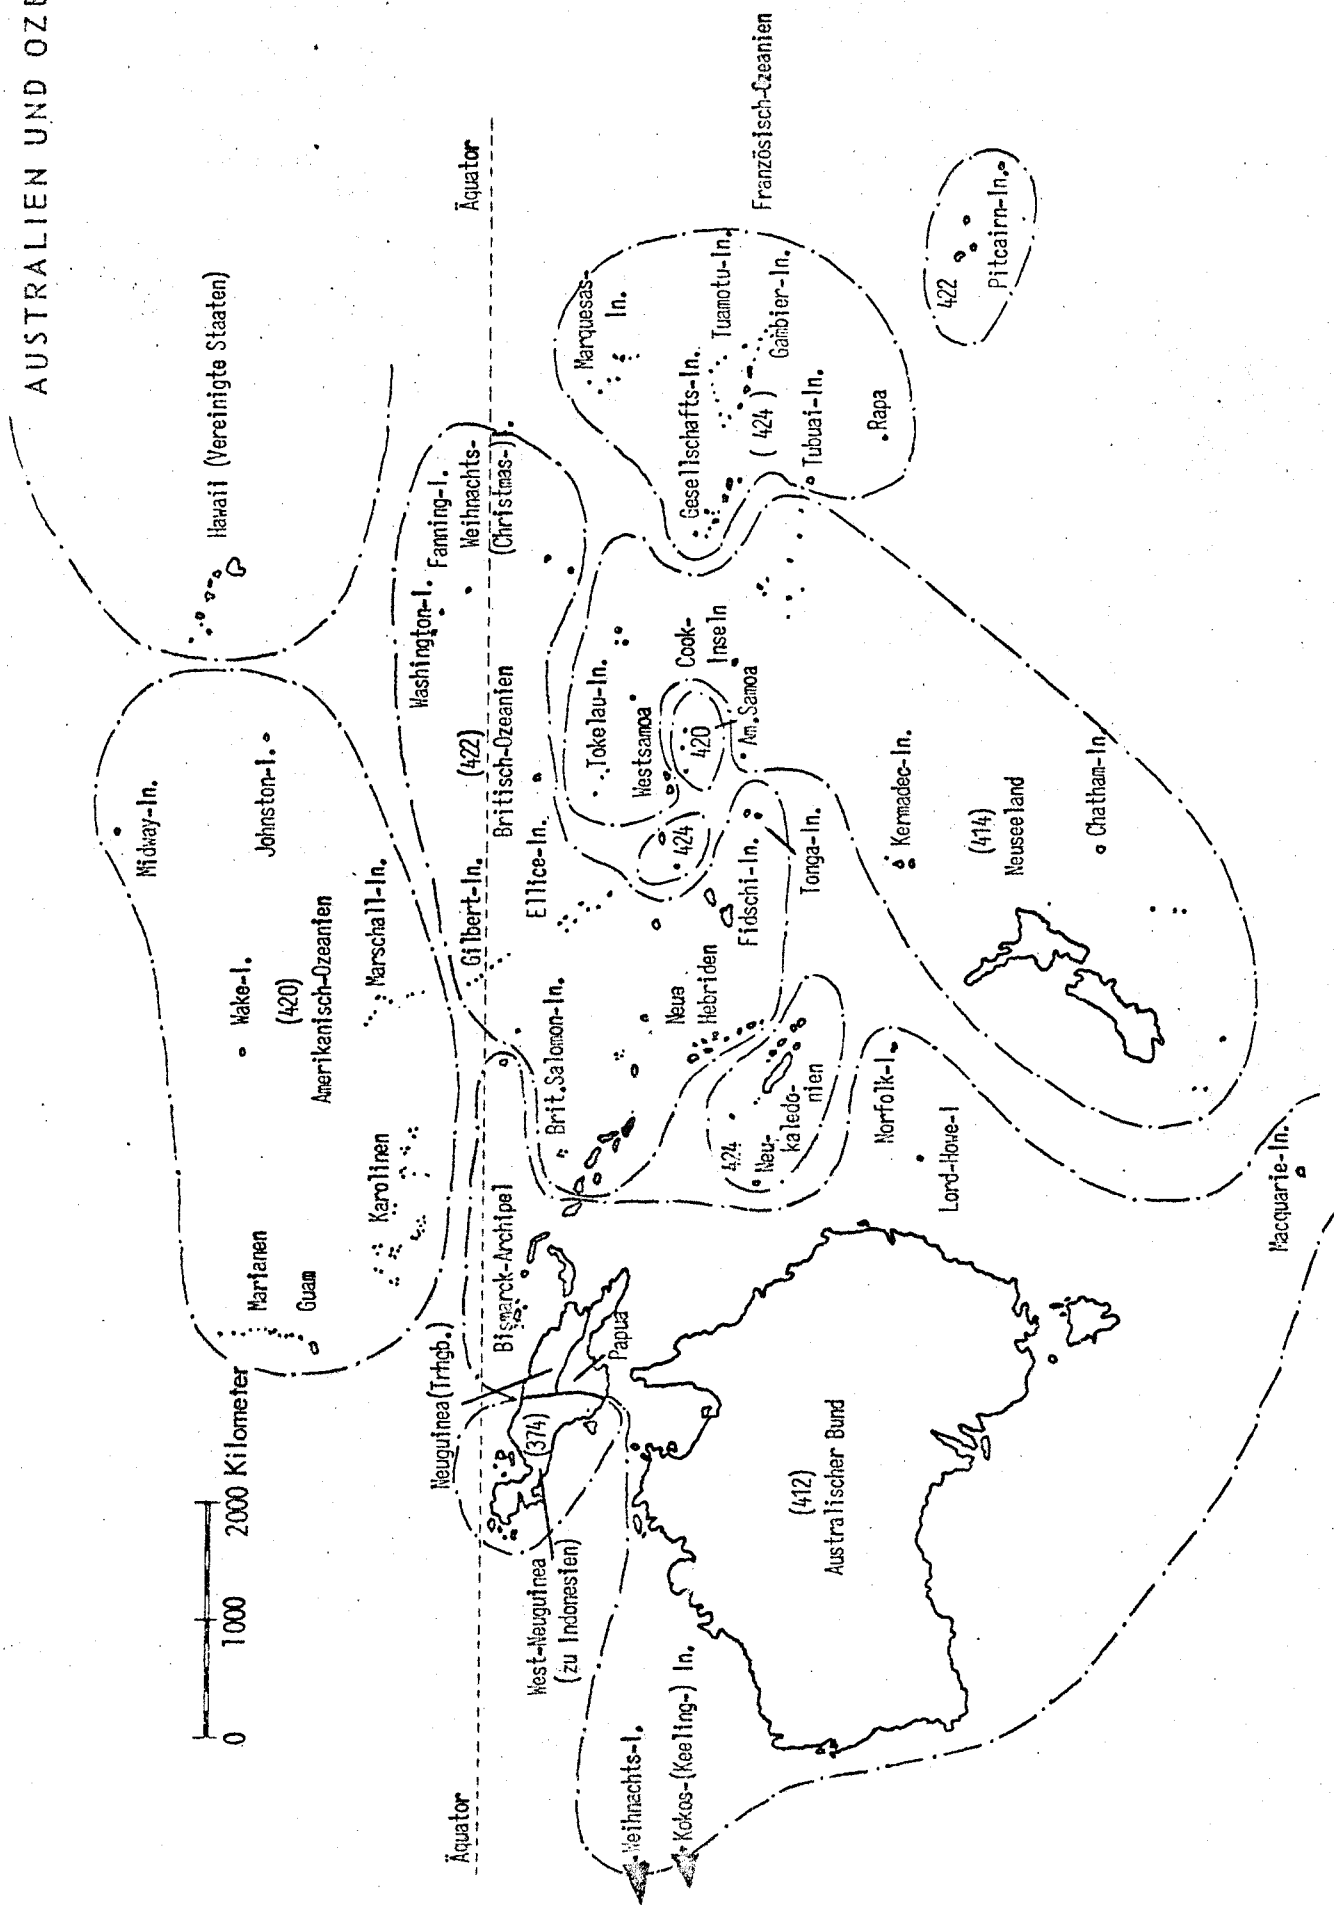 AUSTRALIEN UND
0 1000 2000 Kilometer
Hawaii (Vereinigte Staaten)
Midway-In.
Johnston-I.
Wake-I.
(420)
Amerikanisch-Ozeanien
Marianen
Guam
Karolinen
Marschall-In.
Äquator
Äquator
Washington-I.
Fanning-I.
Weihnachts-
(Christmas-)I.
(422)
Britisch-Ozeanien
Gilbert-In.
Ellice-In.
Neuguinea(Trhgb.)
Bismarck-Archipel
Papua
(374)
West-Neuguinea
(zu Indonesien)
Brit.Salomon-In.
Tokelau-In.
Westsamoa
Cook-
Inseln
420
Am.Samoa
424
Fidschi-In.
Tonga-In.
Neue
Hebriden
424
Neu-
kaledo-
nien
Marquesas-
In.
Gesellschafts-In.
Tuamotu-In.
(424)
Gambier-In.
Tubuai-In.
Rapa
Französisch-Ozeanien
422
Pitcairn-In.
Weihnachts-I.
Kokos-(Keeling-) In.
(412)
Australischer Bund
Norfolk-I.
Lord-Howe-I
Kermadec-In.
(414)
Neuseeland
Chatham-In.
Macquarie-In.